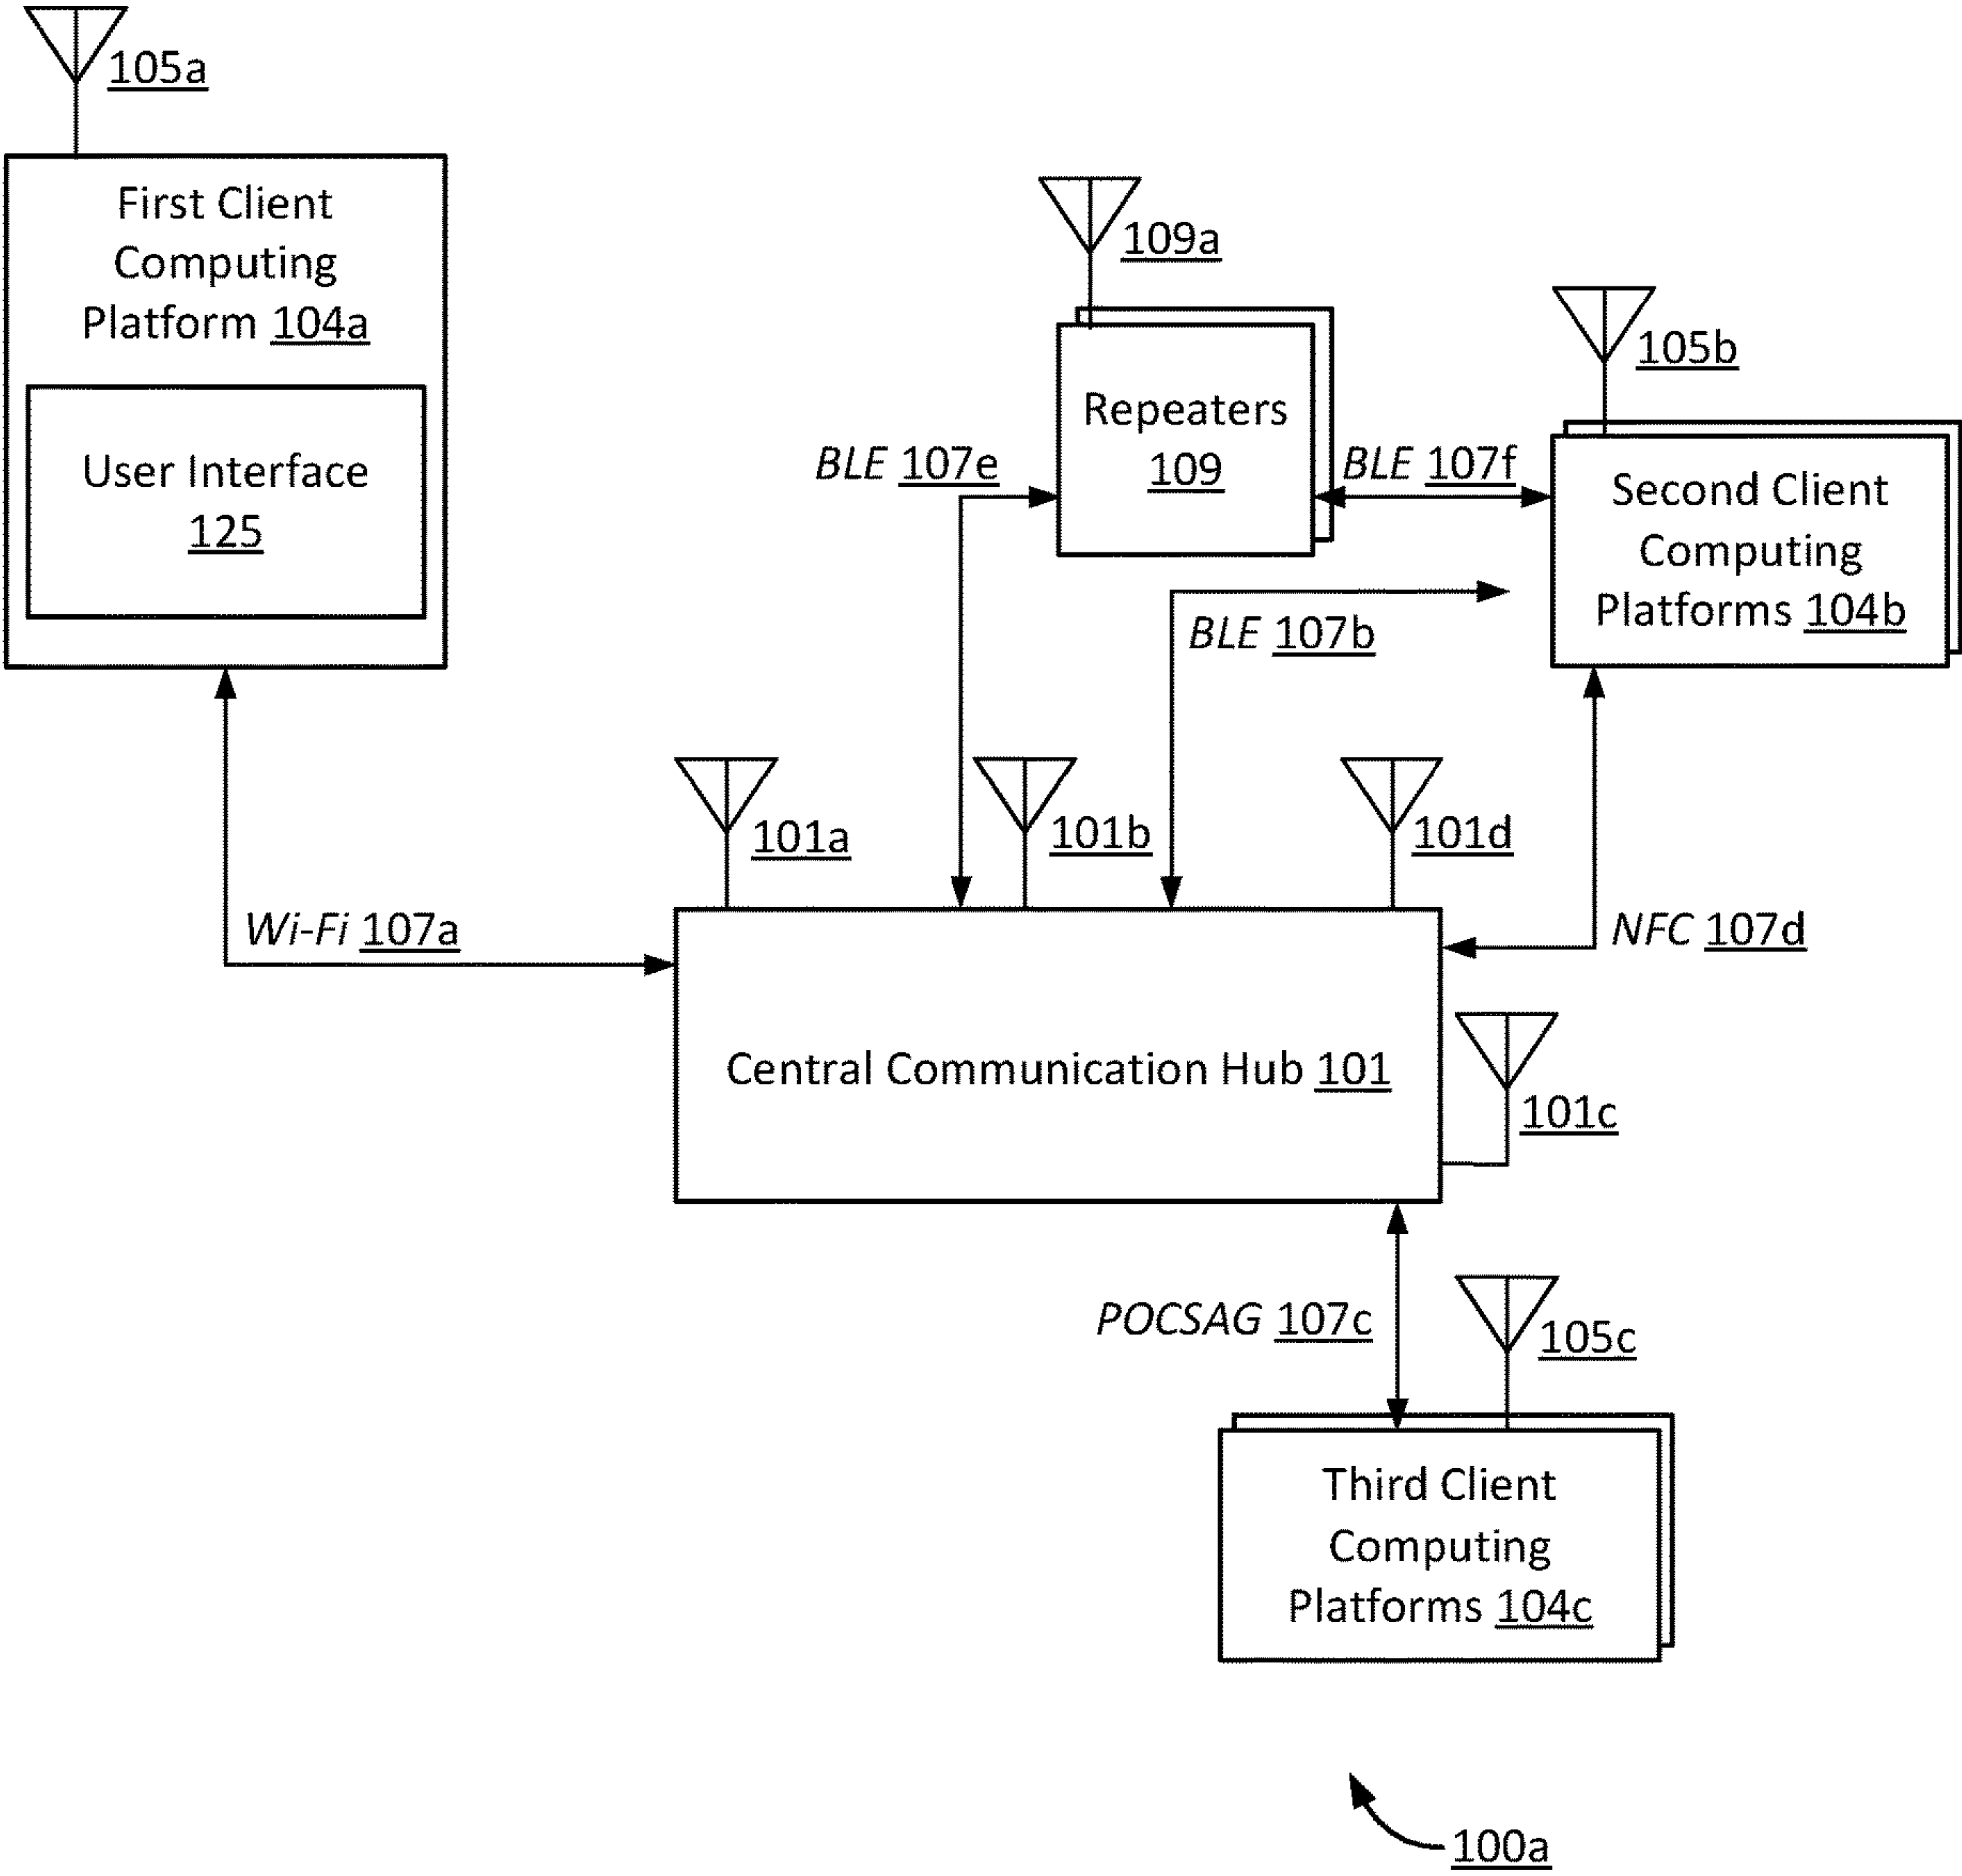 105a
First Client
Computing
Platform 104a
User Interface
125
109a
Repeaters
109
105b
BLE 107e
BLE 107f
Second Client
Computing
Platforms 104b
BLE 107b
101a
101b
101d
Wi-Fi 107a
NFC 107d
Central Communication Hub 101
101c
POCSAG 107c
105c
Third Client
Computing
Platforms 104c
100a